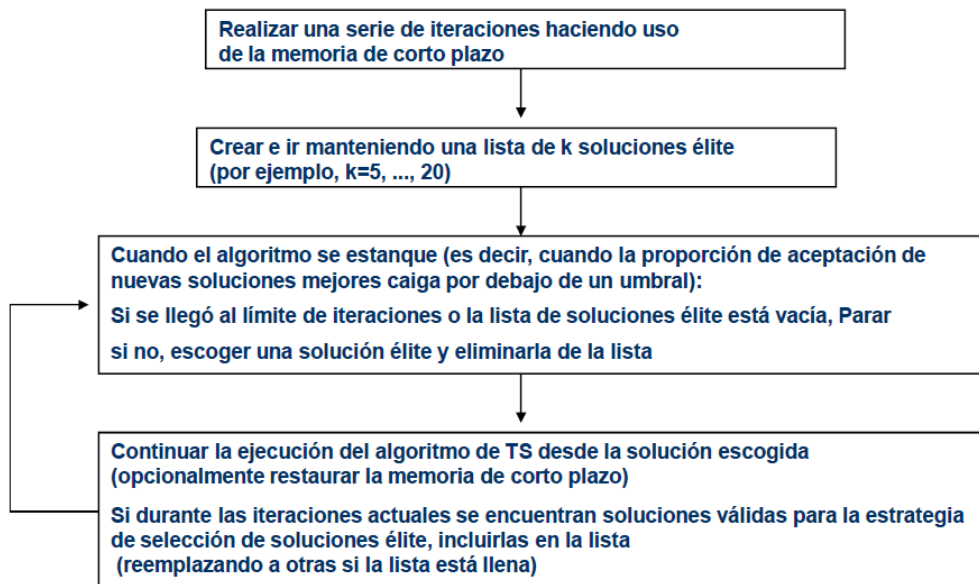 Realizar una serie de iteraciones haciendo uso
de la memoria de corto plazo
Crear e ir manteniendo una lista de k soluciones élite
(por ejemplo, k=5, ..., 20)
Cuando el algoritmo se estanque (es decir, cuando la proporción de aceptación de
nuevas soluciones mejores caiga por debajo de un umbral):
Si se llegó al límite de iteraciones o la lista de soluciones élite está vacía, Parar
si no, escoger una solución élite y eliminarla de la lista
Continuar la ejecución del algoritmo de TS desde la solución escogida
(opcionalmente restaurar la memoria de corto plazo)
Si durante las iteraciones actuales se encuentran soluciones válidas para la estrategia
de selección de soluciones élite, incluirlas en la lista
(reemplazando a otras si la lista está llena)